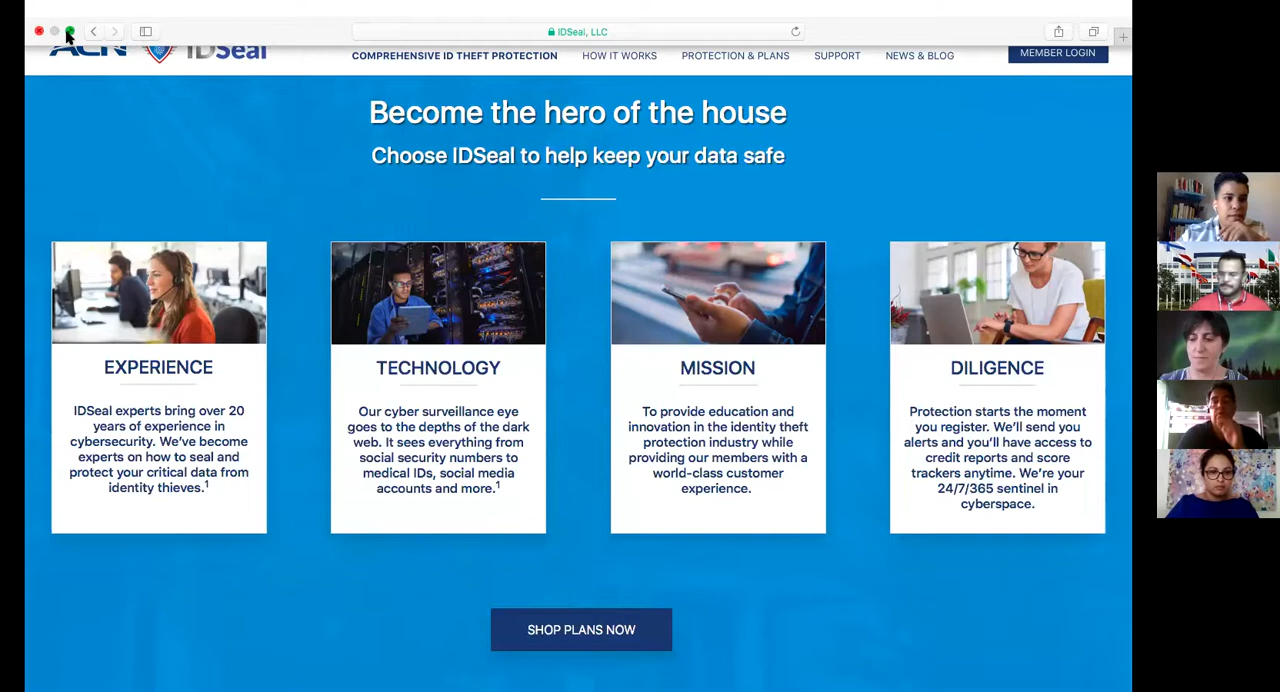 IDSeal, LLC
ACN IDSeal
COMPREHENSIVE ID THEFT PROTECTION HOW IT WORKS PROTECTION & PLANS SUPPORT NEWS & BLOG MEMBER LOGIN
Become the hero of the house
Choose IDSeal to help keep your data safe
EXPERIENCE
IDSeal experts bring over 20
years of experience in
cybersecurity. We've become
experts on how to seal and
protect your critical data from
identity thieves.1
TECHNOLOGY
Our cyber surveillance eye
goes to the depths of the dark
web. It sees everything from
social security numbers to
medical IDs, social media
accounts and more.1
MISSION
To provide education and
innovation in the identity theft
protection industry while
providing our members with a
world-class customer
experience.
DILIGENCE
Protection starts the moment
you register. We'll send you
alerts and you'll have access to
credit reports and score
trackers anytime. We're your
24/7/365 sentinel in
cyberspace.
SHOP PLANS NOW